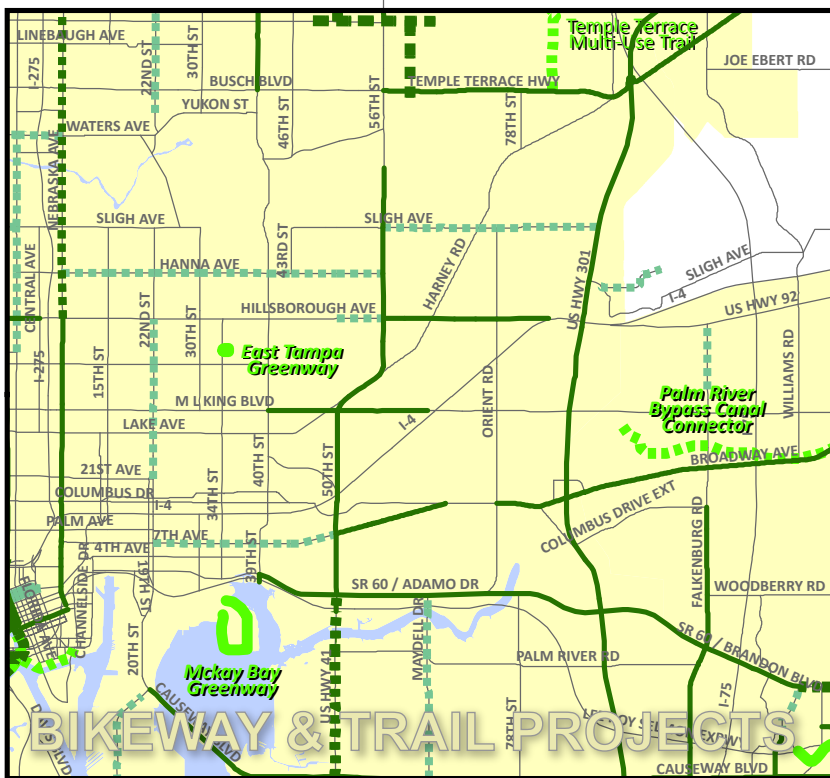 Temple Terrace
Multi-Use Trail
LINEBAUGH AVE
I-275
22ND ST
30TH ST
JOE EBERT RD
BUSCH BLVD
TEMPLE TERRACE HWY
YUKON ST
46TH ST
56TH ST
78TH ST
WATERS AVE
NEBRASKA AVE
SLIGH AVE
SLIGH AVE
43RD ST
HARNEY RD
SLIGH AVE
HANNA AVE
CENTRAL AVE
US HWY 301
I-4
US HWY 92
HILLSBOROUGH AVE
22ND ST
30TH ST
East Tampa
Greenway
I-275
15TH ST
ORIENT RD
WILLIAMS RD
M L KING BLVD
Palm River
Bypass Canal
Connector
LAKE AVE
I-4
40TH ST
50TH ST
BROADWAY AVE
21ST AVE
COLUMBUS DR
I-4
34TH ST
COLUMBUS DRIVE EXT
PALM AVE
7TH AVE
4TH AVE
39TH ST
FALKENBURG RD
CHANNELSIDE DR
19TH ST
SR 60 / ADAMO DR
WOODBERRY RD
MAYDELL DR
20TH ST
SR 60 / BRANDON BLVD
PALM RIVER RD
Mckay Bay
Greenway
US HWY 41
CAUSEWAY BLVD
78TH ST
I-75
BIKEWAY & TRAIL PROJECTS
CAUSEWAY BLVD